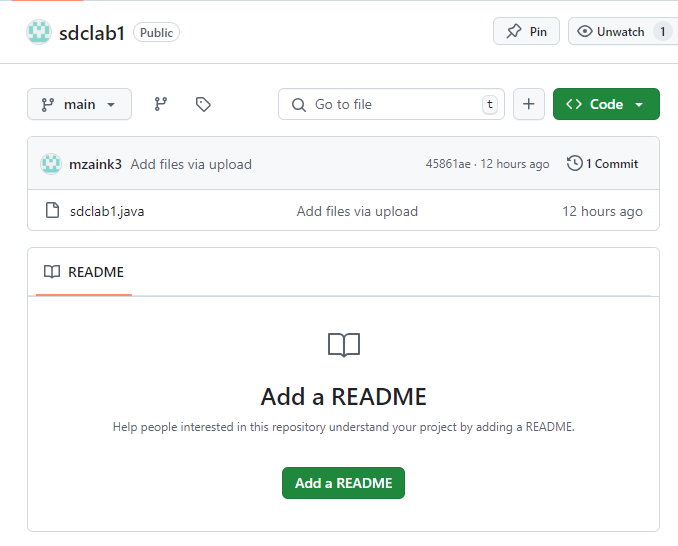 sdclab1 Public Pin Unwatch 1
main Go to file t Code
mzaink3 Add files via upload 45861ae · 12 hours ago 1 Commit
sdclab1.java Add files via upload 12 hours ago
README
Add a README
Help people interested in this repository understand your project by adding a README.
Add a README